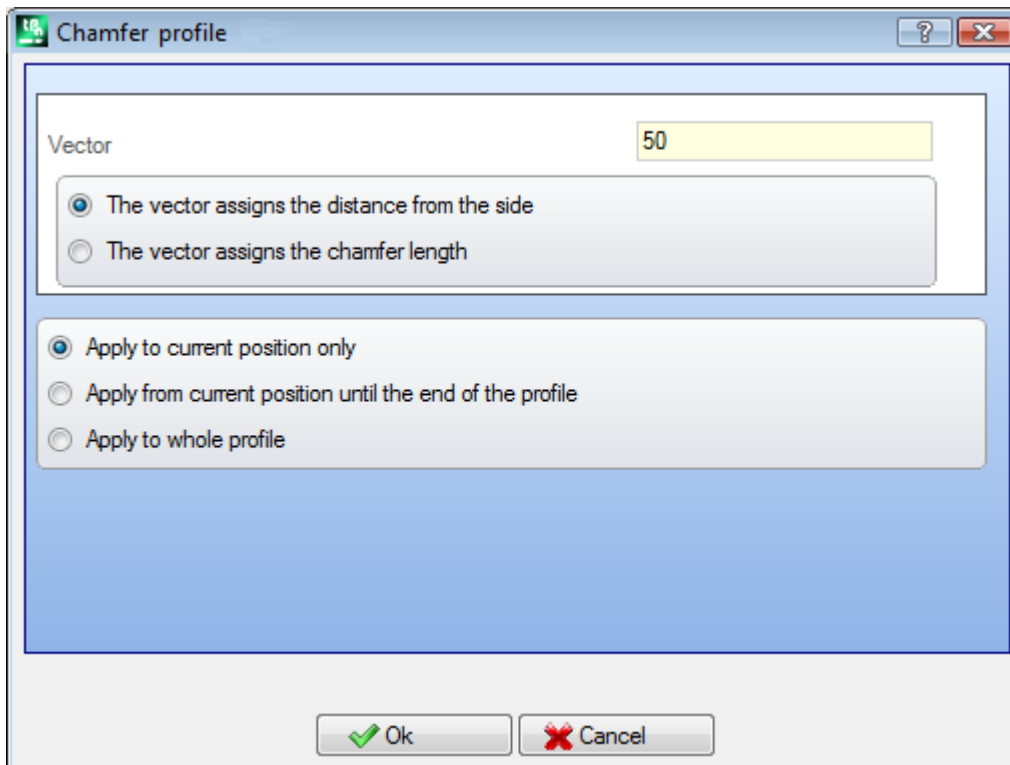 Chamfer profile
Vector 50
The vector assigns the distance from the side
The vector assigns the chamfer length
Apply to current position only
Apply from current position until the end of the profile
Apply to whole profile
Ok Cancel